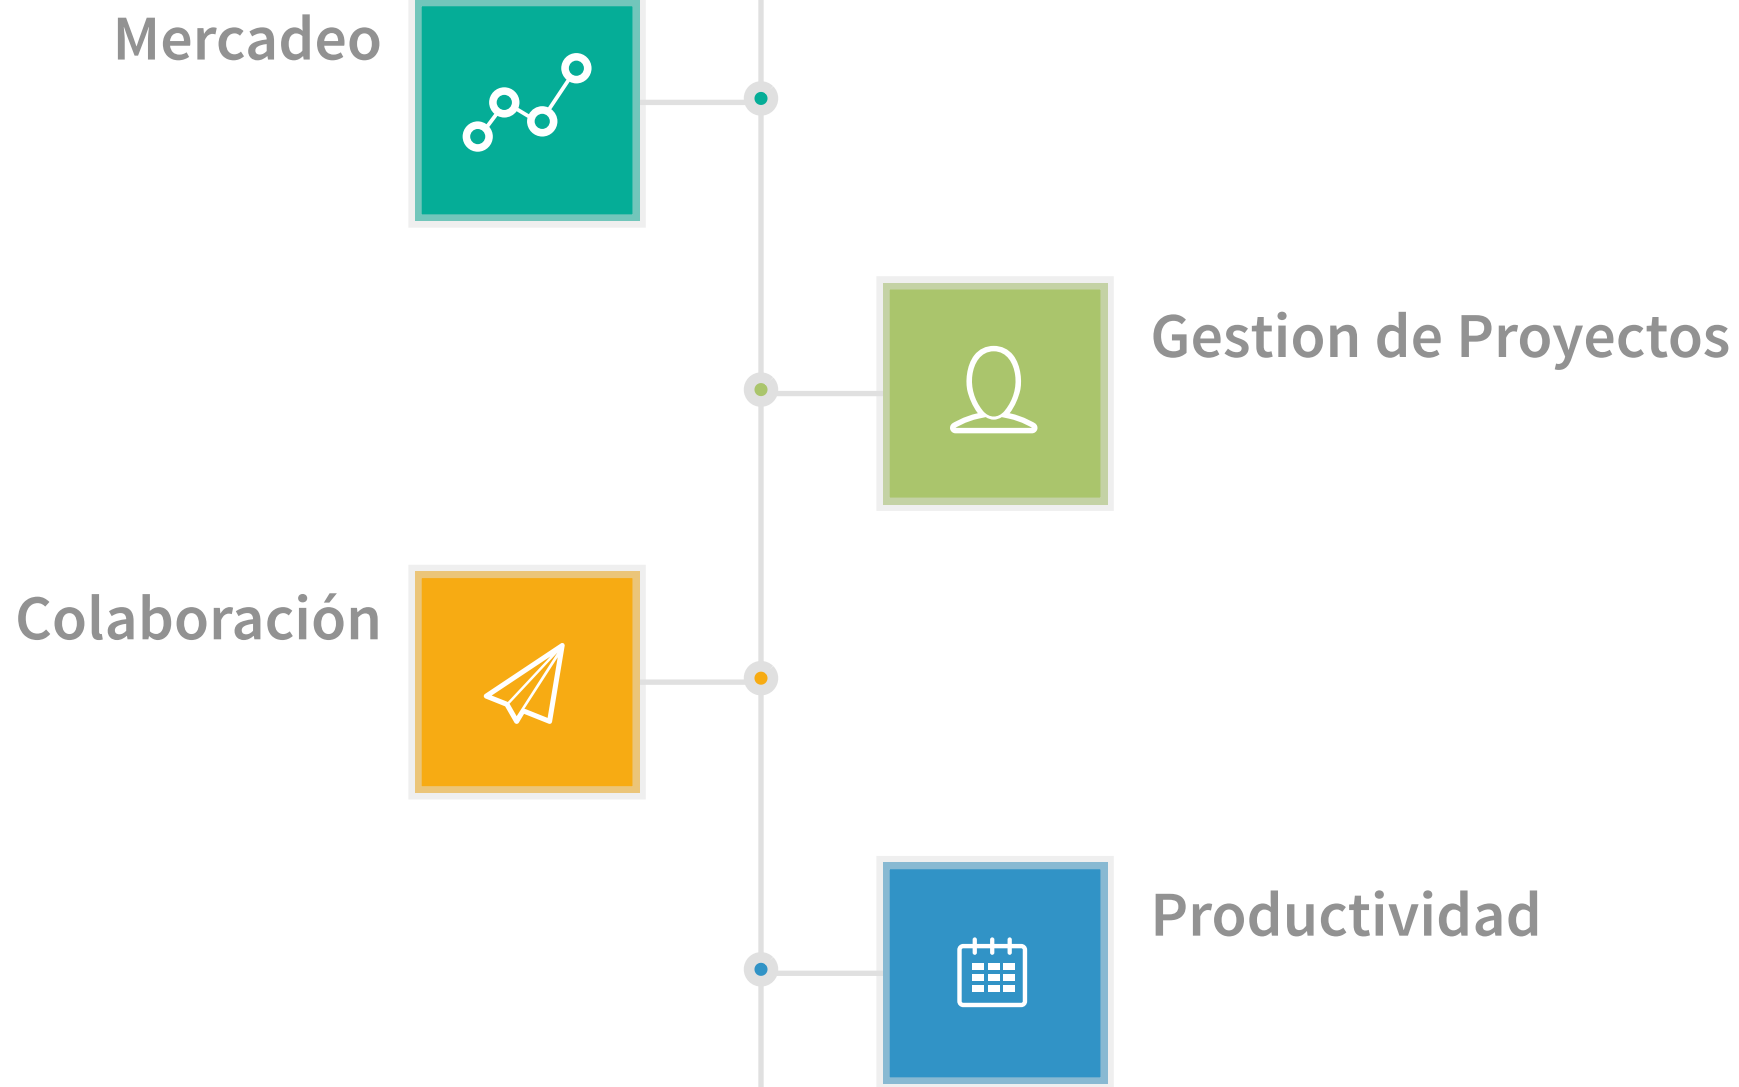 Mercadeo
Gestion de Proyectos
Colaboración
Productividad